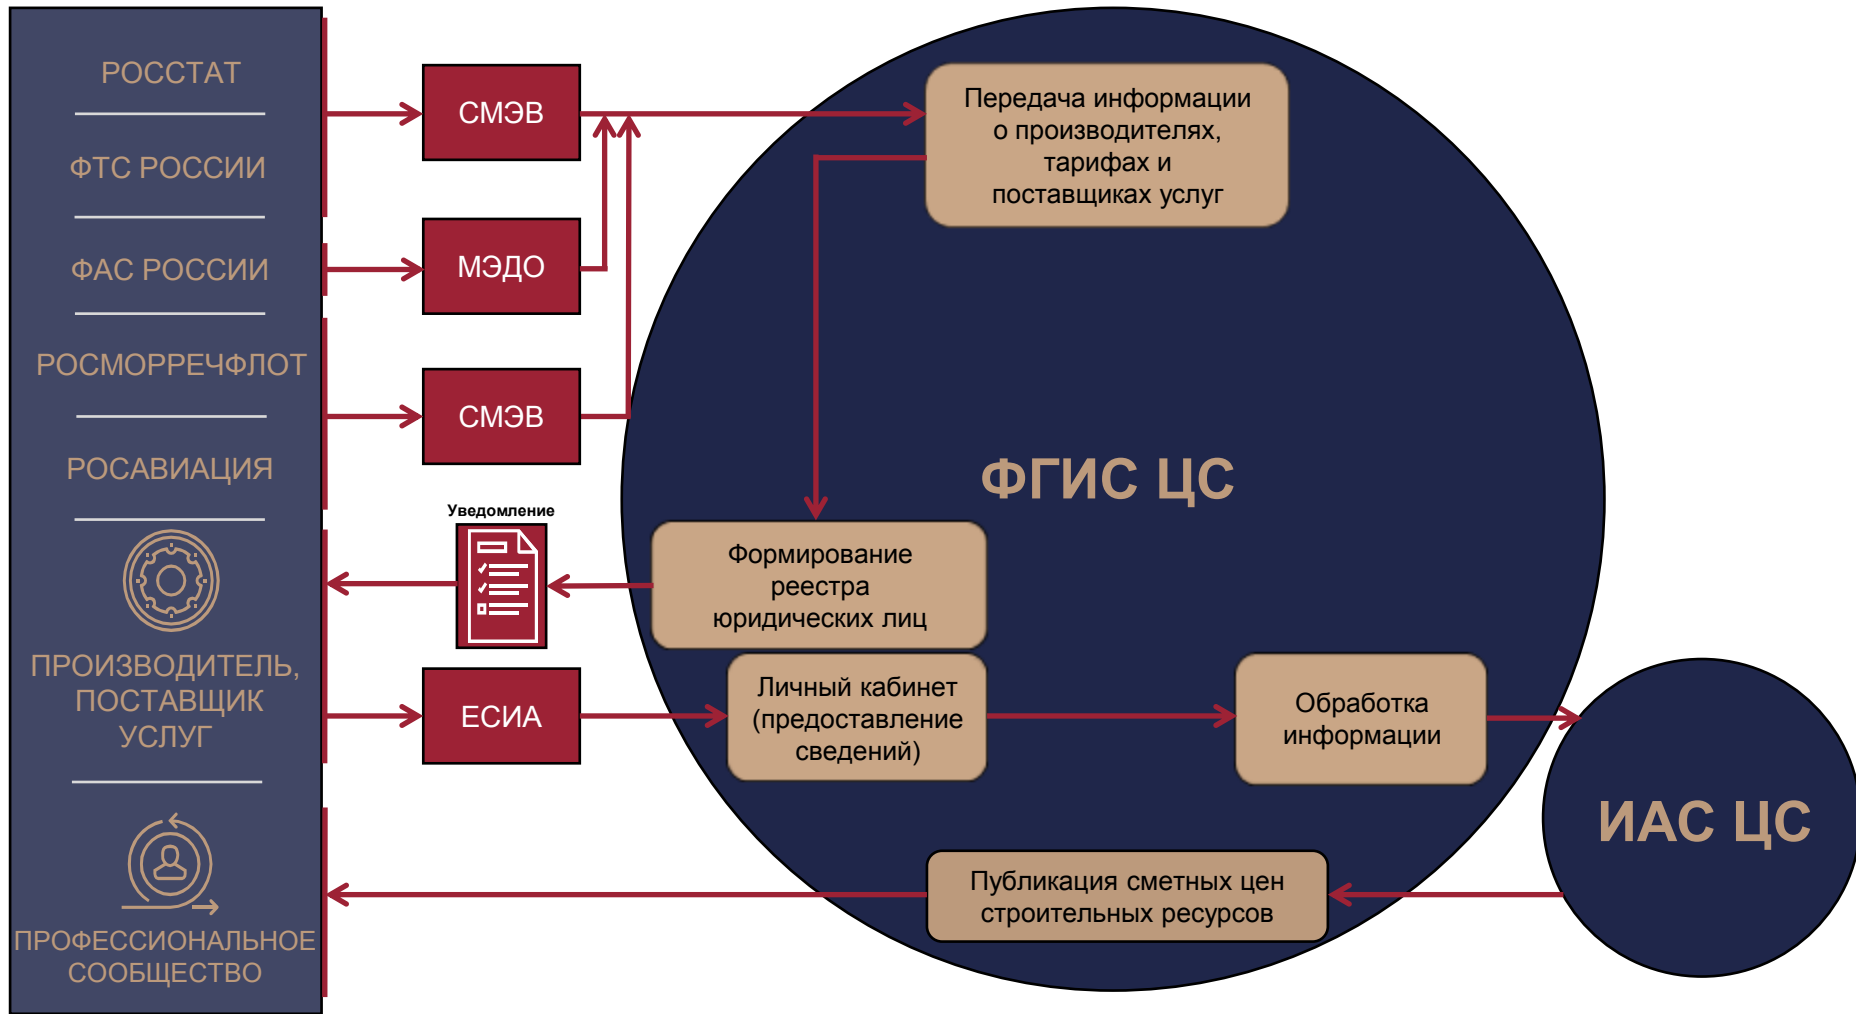 РОССТАТ
ФТС РОССИИ
ФАС РОССИИ
РОСМОРРЕЧФЛОТ
РОСАВИАЦИЯ
ПРОИЗВОДИТЕЛЬ,
ПОСТАВЩИК
УСЛУГ
ПРОФЕССИОНАЛЬНОЕ
СООБЩЕСТВО
СМЭВ
МЭДО
СМЭВ
Уведомление
ЕСИА
Передача информации
о производителях,
тарифах и
поставщиках услуг
ФГИС ЦС
Формирование
реестра
юридических лиц
Личный кабинет
(предоставление
сведений)
Обработка
информации
Публикация сметных цен
строительных ресурсов
ИАС ЦС